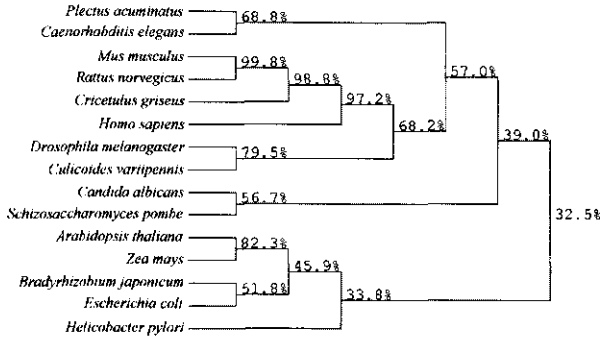 Plectus acuminatus
68.8%
Caenorhabditis elegans
Mus musculus
99.8%
57.0%
Rattus norvegicus
98.8%
Cricetulus griseus
97.2%
Homo sapiens
68.2%
39.0%
Drosophila melanogaster
79.5%
Culicoides variipennis
Candida albicans
56.7%
Schizosaccharomyces pombe
32.5%
Arabidopsis thaliana
82.3%
Zea mays
45.9%
Bradyrhizobium japonicum
51.8%
33.8%
Escherichia coli
Helicobacter pylori